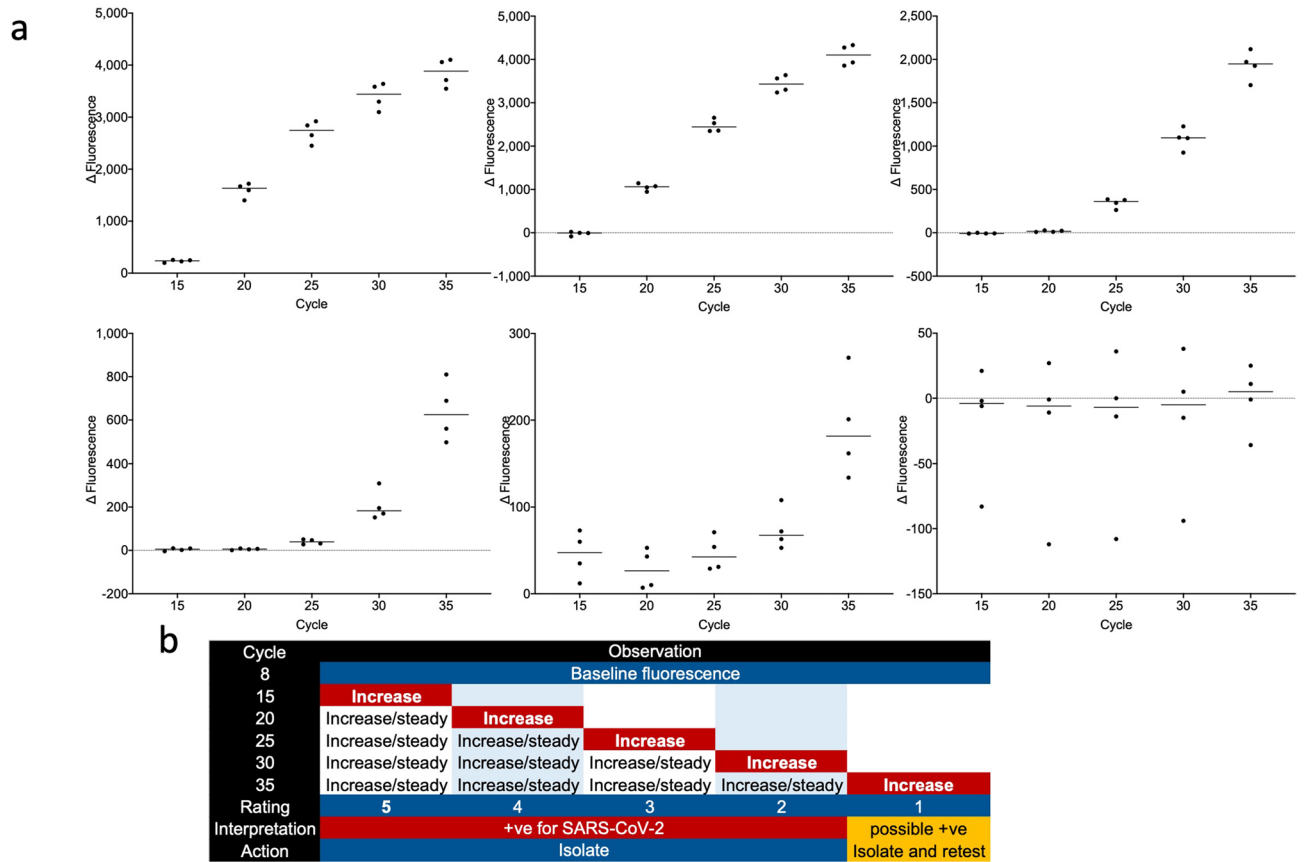 a
5,000
4,000
3,000
2,000
1,000
0
Δ Fluorescence
15 20 25 30 35
Cycle
5,000
4,000
3,000
2,000
1,000
0
-1,000
Δ Fluorescence
15 20 25 30 35
Cycle
2,500
2,000
1,500
1,000
500
0
-500
Δ Fluorescence
15 20 25 30 35
Cycle
1,000
800
600
400
200
0
-200
Δ Fluorescence
15 20 25 30 35
Cycle
300
200
100
0
Δ Fluorescence
15 20 25 30 35
Cycle
50
0
-50
-100
-150
Δ Fluorescence
15 20 25 30 35
Cycle
b
Cycle Observation
8 Baseline fluorescence
15 Increase
20 Increase/steady Increase
25 Increase/steady Increase/steady Increase
30 Increase/steady Increase/steady Increase/steady Increase
35 Increase/steady Increase/steady Increase/steady Increase/steady Increase
Rating 5 4 3 2 1
Interpretation +ve for SARS-CoV-2 possible +ve
Action Isolate Isolate and retest